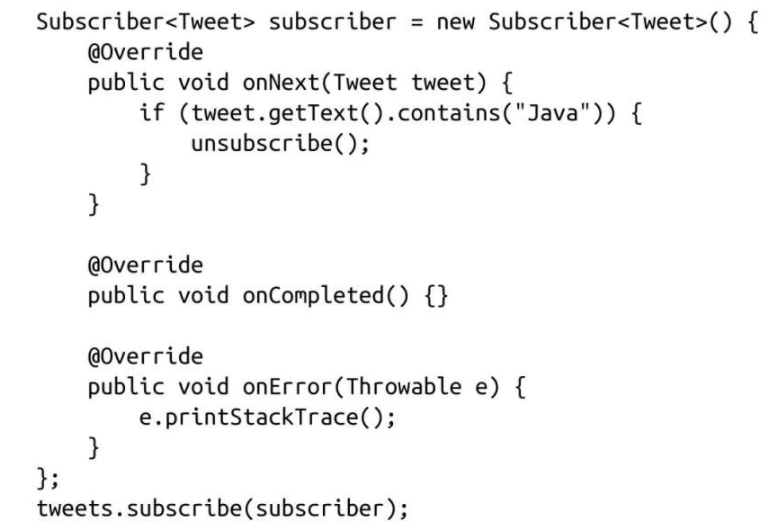 Subscriber<Tweet> subscriber = new Subscriber<Tweet>() {
    @Override
    public void onNext(Tweet tweet) {
        if (tweet.getText().contains("Java")) {
            unsubscribe();
        }
    }

    @Override
    public void onCompleted() {}

    @Override
    public void onError(Throwable e) {
        e.printStackTrace();
    }
};
tweets.subscribe(subscriber);